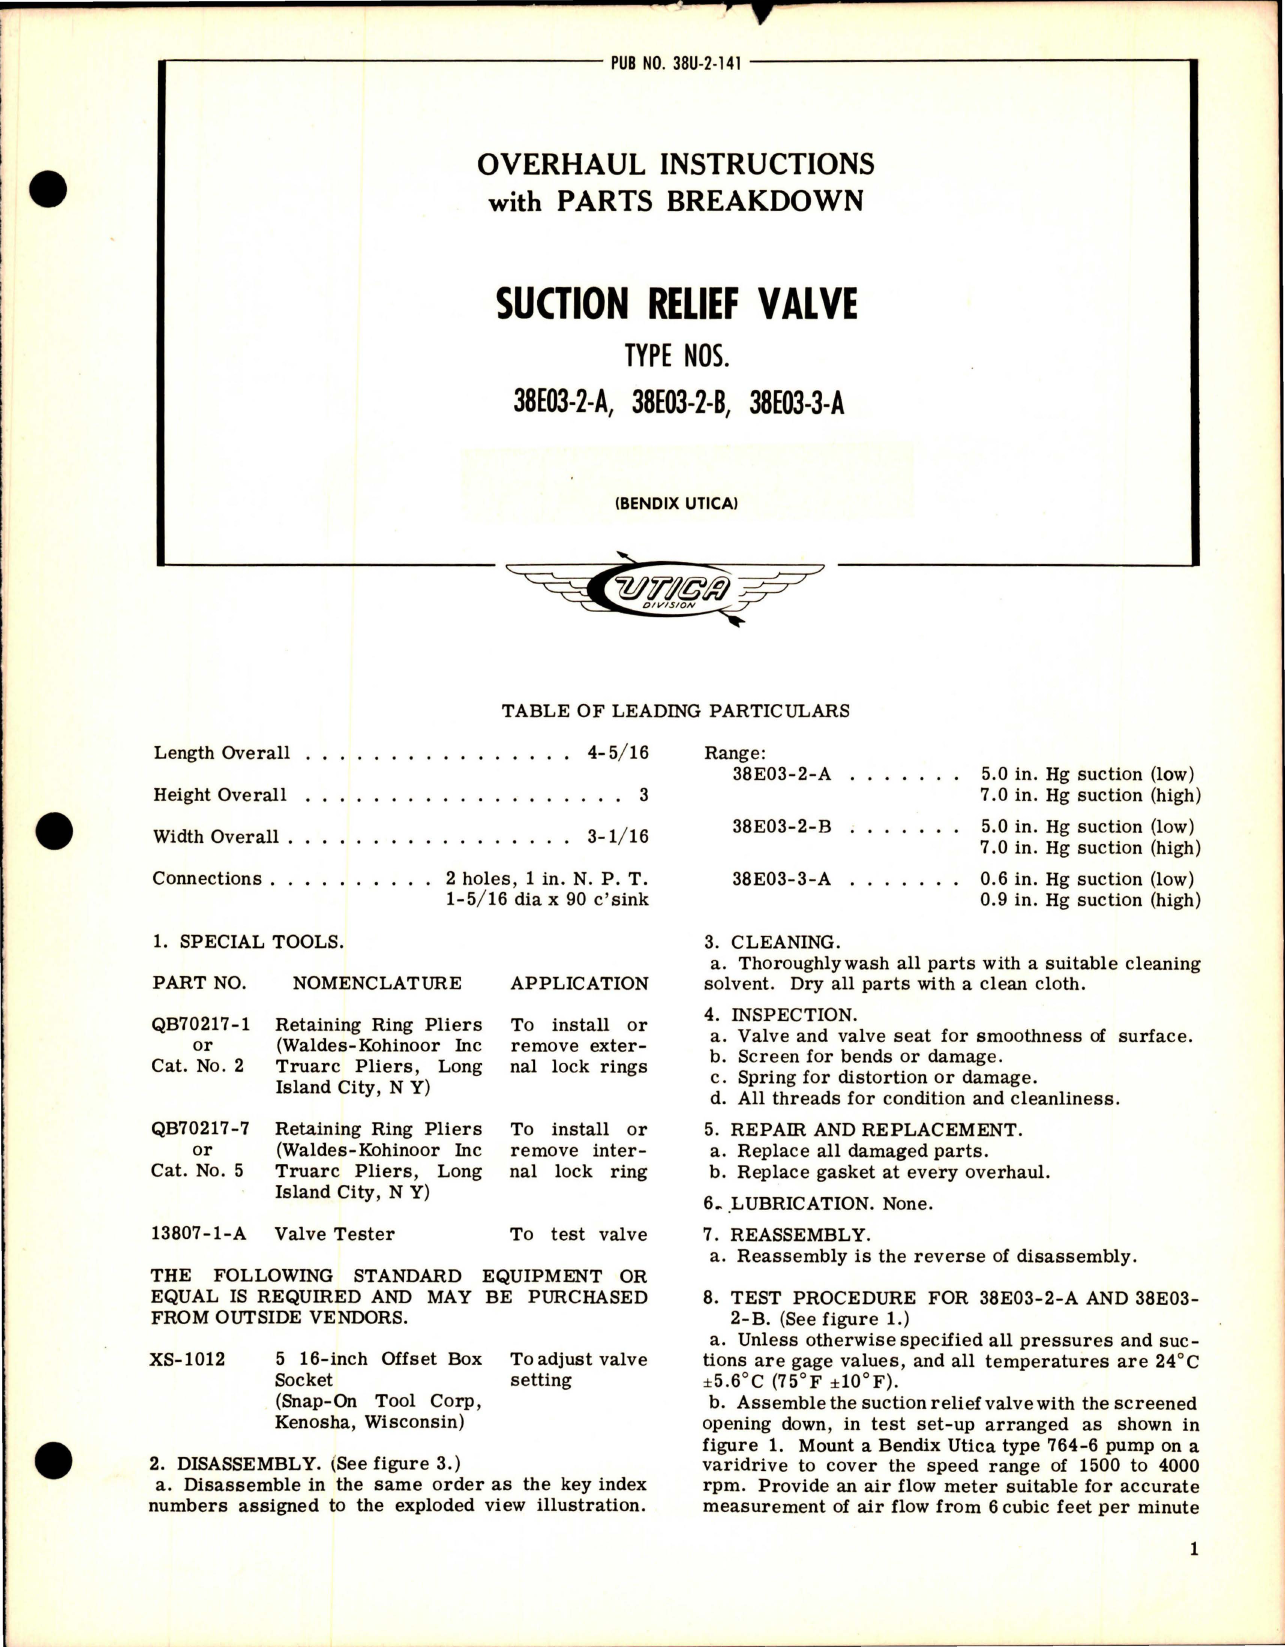 PUB NO. 38U-2-141
OVERHAUL INSTRUCTIONS
with PARTS BREAKDOWN
SUCTION RELIEF VALVE
TYPE NOS.
38E03-2-A, 38E03-2-B, 38E03-3-A
(BENDIX UTICA)
UTICA
DIVISION
TABLE OF LEADING PARTICULARS
Length Overall . . . . . . . . . . . . . . . . 4-5/16
Height Overall . . . . . . . . . . . . . . . . . . . 3
Width Overall . . . . . . . . . . . . . . . . . 3-1/16
Connections . . . . . . . . . . 2 holes, 1 in. N. P. T.
1-5/16 dia x 90 c'sink
1. SPECIAL TOOLS.
PART NO. NOMENCLATURE APPLICATION
QB70217-1 Retaining Ring Pliers To install or
or (Waldes-Kohinoor Inc remove exter-
Cat. No. 2 Truarc Pliers, Long nal lock rings
Island City, N Y)
QB70217-7 Retaining Ring Pliers To install or
or (Waldes-Kohinoor Inc remove inter-
Cat. No. 5 Truarc Pliers, Long nal lock ring
Island City, N Y)
13807-1-A Valve Tester To test valve
THE FOLLOWING STANDARD EQUIPMENT OR
EQUAL IS REQUIRED AND MAY BE PURCHASED
FROM OUTSIDE VENDORS.
XS-1012 5 16-inch Offset Box To adjust valve
Socket setting
(Snap-On Tool Corp,
Kenosha, Wisconsin)
2. DISASSEMBLY. (See figure 3.)
a. Disassemble in the same order as the key index
numbers assigned to the exploded view illustration.
Range:
38E03-2-A . . . . . . . 5.0 in. Hg suction (low)
7.0 in. Hg suction (high)
38E03-2-B . . . . . . . 5.0 in. Hg suction (low)
7.0 in. Hg suction (high)
38E03-3-A . . . . . . . 0.6 in. Hg suction (low)
0.9 in. Hg suction (high)
3. CLEANING.
a. Thoroughly wash all parts with a suitable cleaning
solvent. Dry all parts with a clean cloth.
4. INSPECTION.
a. Valve and valve seat for smoothness of surface.
b. Screen for bends or damage.
c. Spring for distortion or damage.
d. All threads for condition and cleanliness.
5. REPAIR AND REPLACEMENT.
a. Replace all damaged parts.
b. Replace gasket at every overhaul.
6. LUBRICATION. None.
7. REASSEMBLY.
a. Reassembly is the reverse of disassembly.
8. TEST PROCEDURE FOR 38E03-2-A AND 38E03-
2-B. (See figure 1.)
a. Unless otherwise specified all pressures and suc-
tions are gage values, and all temperatures are 24°C
±5.6°C (75°F ±10°F).
b. Assemble the suction relief valve with the screened
opening down, in test set-up arranged as shown in
figure 1. Mount a Bendix Utica type 764-6 pump on a
varidrive to cover the speed range of 1500 to 4000
rpm. Provide an air flow meter suitable for accurate
measurement of air flow from 6 cubic feet per minute
1